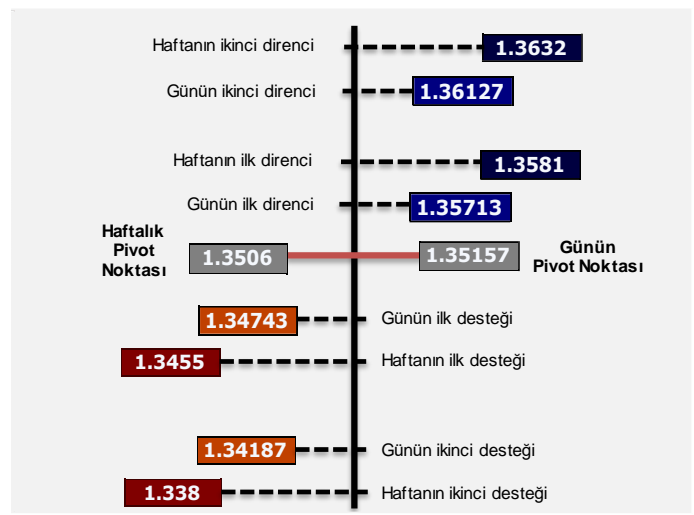 Haftanın ikinci direnci
1.3632
Günün ikinci direnci
1.36127
Haftanın ilk direnci
1.3581
Günün ilk direnci
1.35713
Haftalık
Pivot
Noktası
1.3506
1.35157
Günün
Pivot Noktası
1.34743
Günün ilk desteği
1.3455
Haftanın ilk desteği
1.34187
Günün ikinci desteği
1.338
Haftanın ikinci desteği